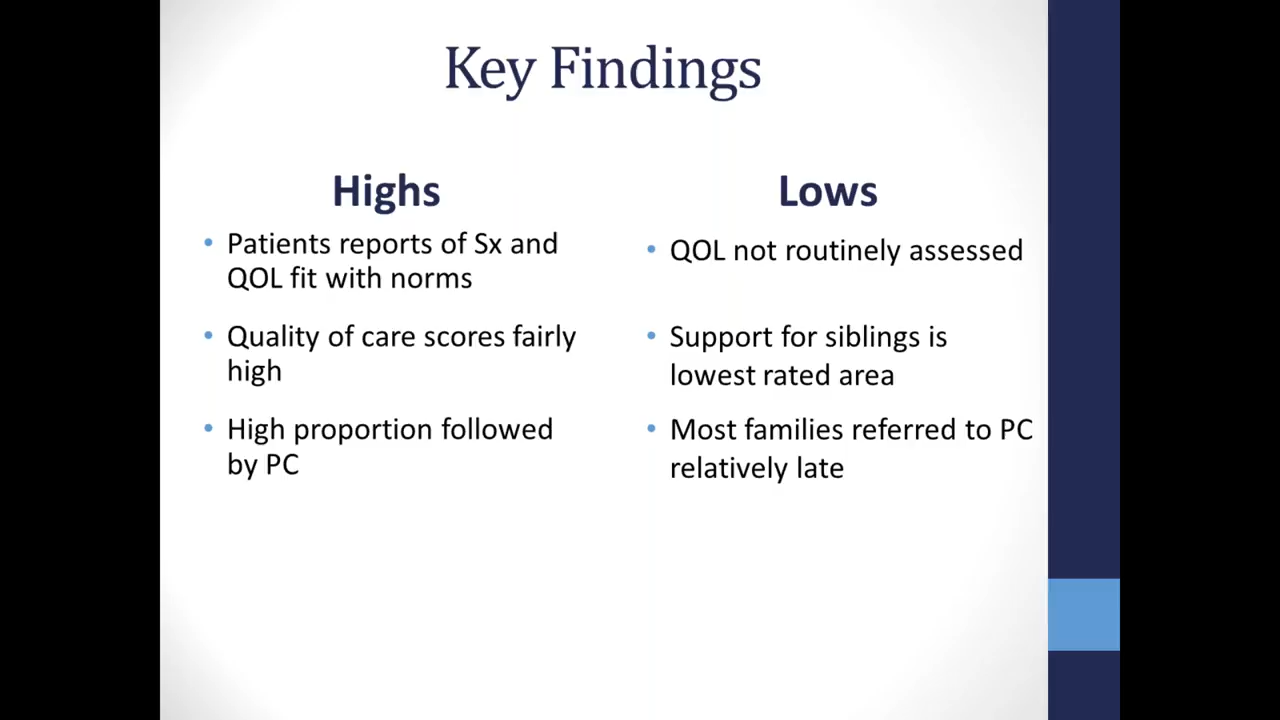 Key Findings
Highs
• Patients reports of Sx and
QOL fit with norms
• Quality of care scores fairly
high
• High proportion followed
by PC
Lows
• QOL not routinely assessed
• Support for siblings is
lowest rated area
• Most families referred to PC
relatively late